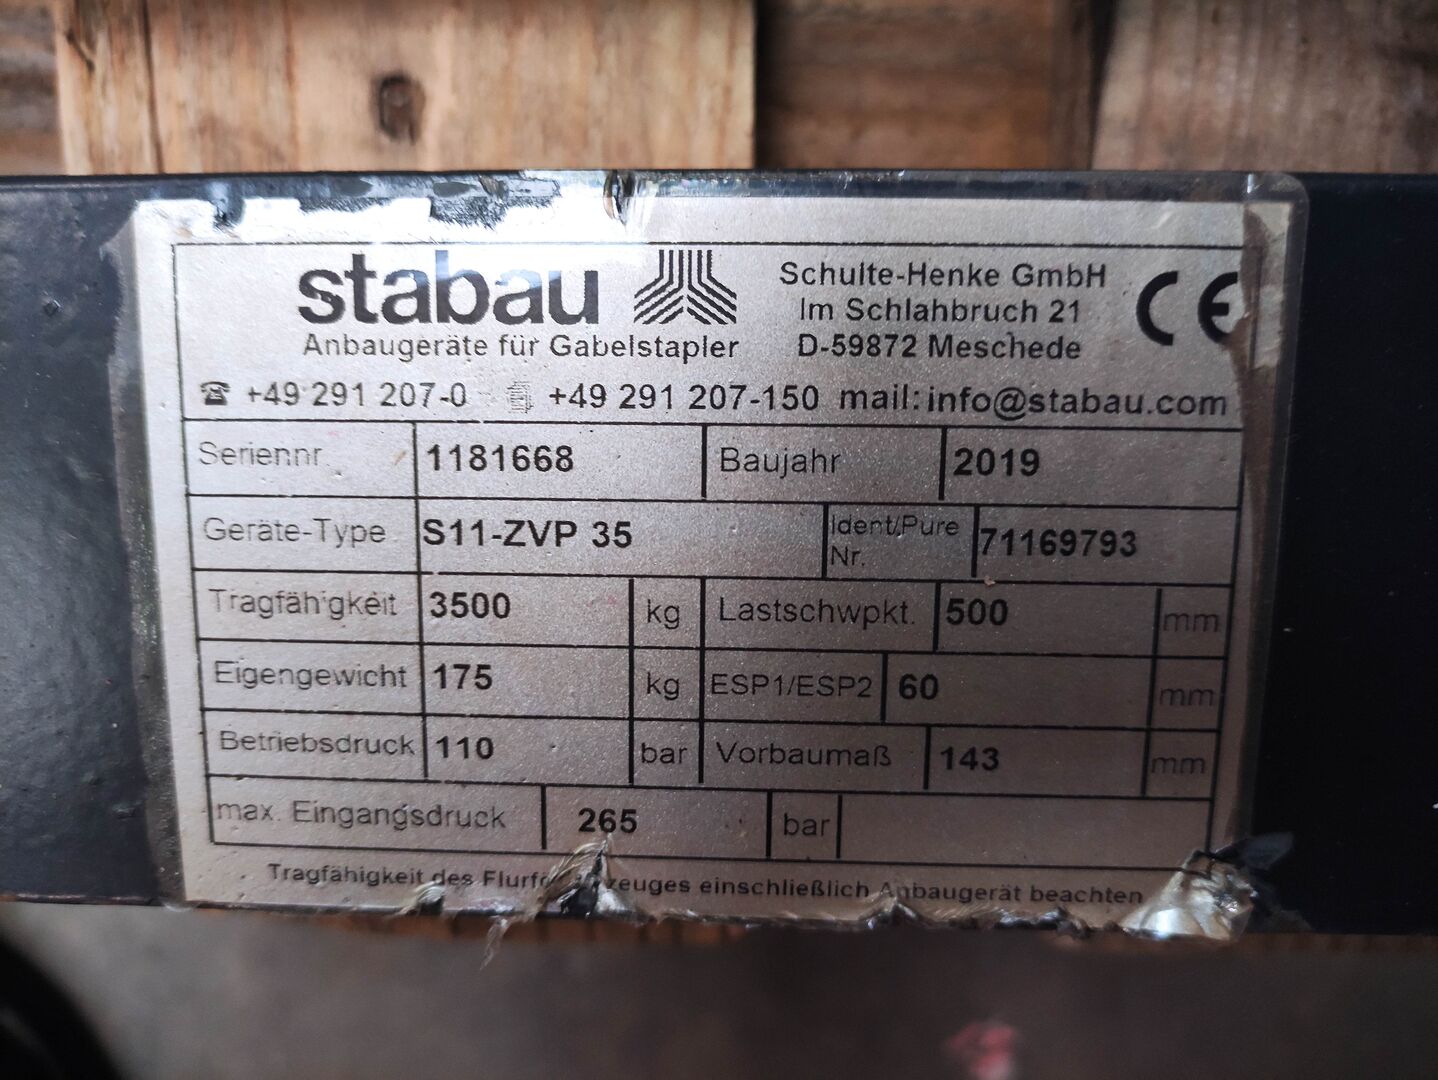 stabau
Anbaugeräte für Gabelstapler
Schulte-Henke GmbH
Im Schlahbruch 21
D-59872 Meschede
CE
+49 291 207-0 +49 291 207-150 mail: info@stabau.com
Seriennr. 1181668 Baujahr 2019
Geräte-Type S11-ZVP 35 Ident/Pure Nr. 71169793
Tragfähigkeit 3500 kg Lastschwpkt. 500 mm
Eigengewicht 175 kg ESP1/ESP2 60 mm
Betriebsdruck 110 bar Vorbaumaß 143 mm
max. Eingangsdruck 265 bar
Tragfähigkeit des einschließlich Anbaugerät beachten